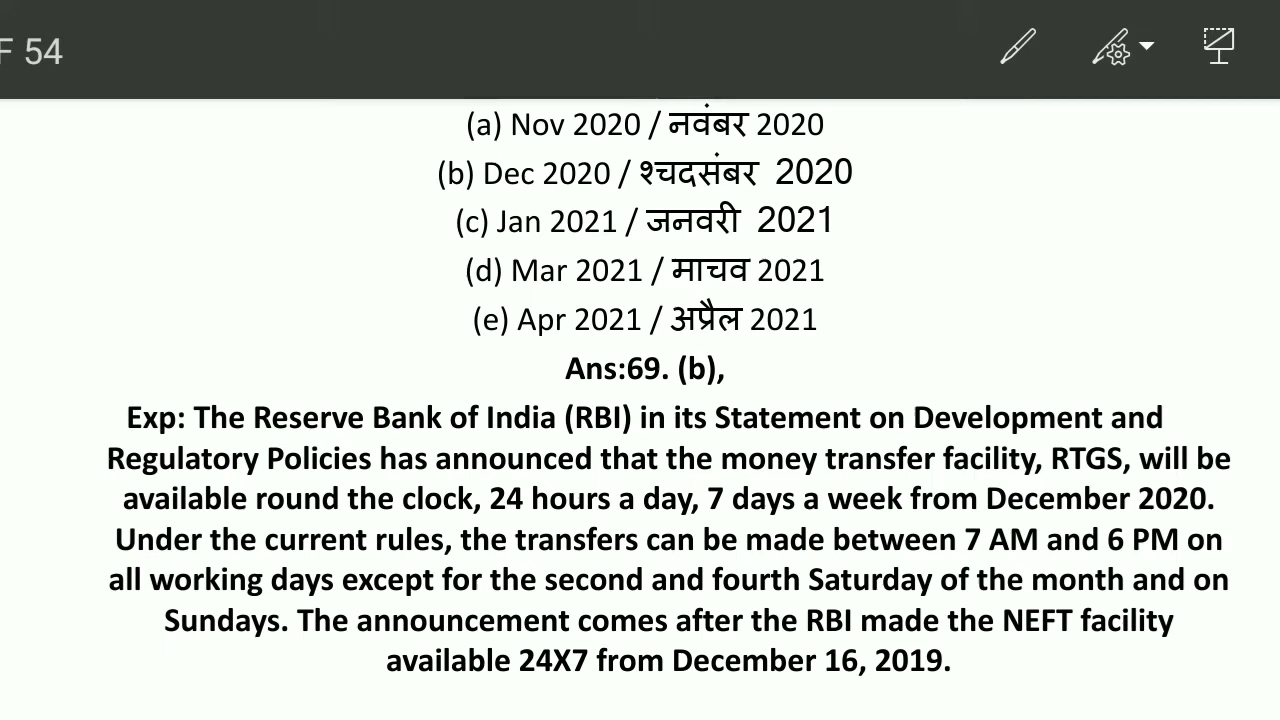 F 54
(a) Nov 2020 / नवंबर 2020
(b) Dec 2020 / श्चदसंबर 2020
(c) Jan 2021 / जनवरी 2021
(d) Mar 2021 / माचव 2021
(e) Apr 2021 / अप्रैल 2021
Ans:69. (b),
Exp: The Reserve Bank of India (RBI) in its Statement on Development and
Regulatory Policies has announced that the money transfer facility, RTGS, will be
available round the clock, 24 hours a day, 7 days a week from December 2020.
Under the current rules, the transfers can be made between 7 AM and 6 PM on
all working days except for the second and fourth Saturday of the month and on
Sundays. The announcement comes after the RBI made the NEFT facility
available 24X7 from December 16, 2019.